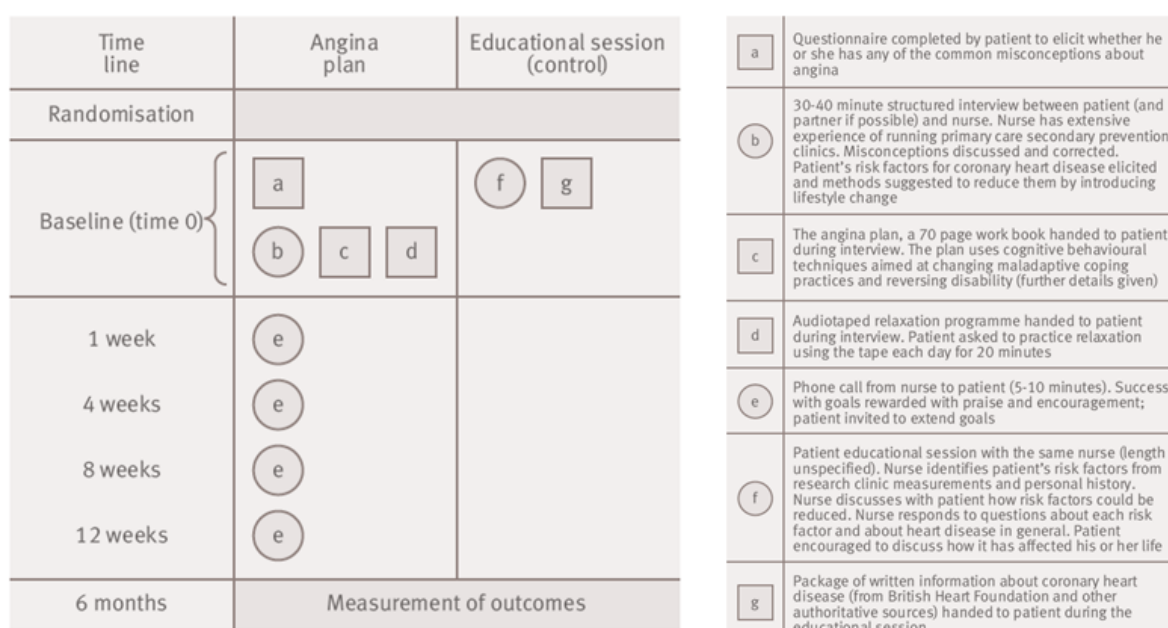 Time
line
Angina
plan
Educational session
(control)
Randomisation
Baseline (time 0)
a
b
c
d
f
g
1 week
e
4 weeks
e
8 weeks
e
12 weeks
e
6 months
Measurement of outcomes
a
Questionnaire completed by patient to elicit whether he
or she has any of the common misconceptions about
angina
b
30-40 minute structured interview between patient (and
partner if possible) and nurse. Nurse has extensive
experience of running primary care secondary prevention
clinics. Misconceptions discussed and corrected.
Patient's risk factors for coronary heart disease elicited
and methods suggested to reduce them by introducing
lifestyle change
c
The angina plan, a 70 page work book handed to patient
during interview. The plan uses cognitive behavioural
techniques aimed at changing maladaptive coping
practices and reversing disability (further details given)
d
Audiotaped relaxation programme handed to patient
during interview. Patient asked to practice relaxation
using the tape each day for 20 minutes
e
Phone call from nurse to patient (5-10 minutes). Success
with goals rewarded with praise and encouragement;
patient invited to extend goals
f
Patient educational session with the same nurse (length
unspecified). Nurse identifies patient's risk factors from
research clinic measurements and personal history.
Nurse discusses with patient how risk factors could be
reduced. Nurse responds to questions about each risk
factor and about heart disease in general. Patient
encouraged to discuss how it has affected his or her life
g
Package of written information about coronary heart
disease (from British Heart Foundation and other
authoritative sources) handed to patient during the
educational session